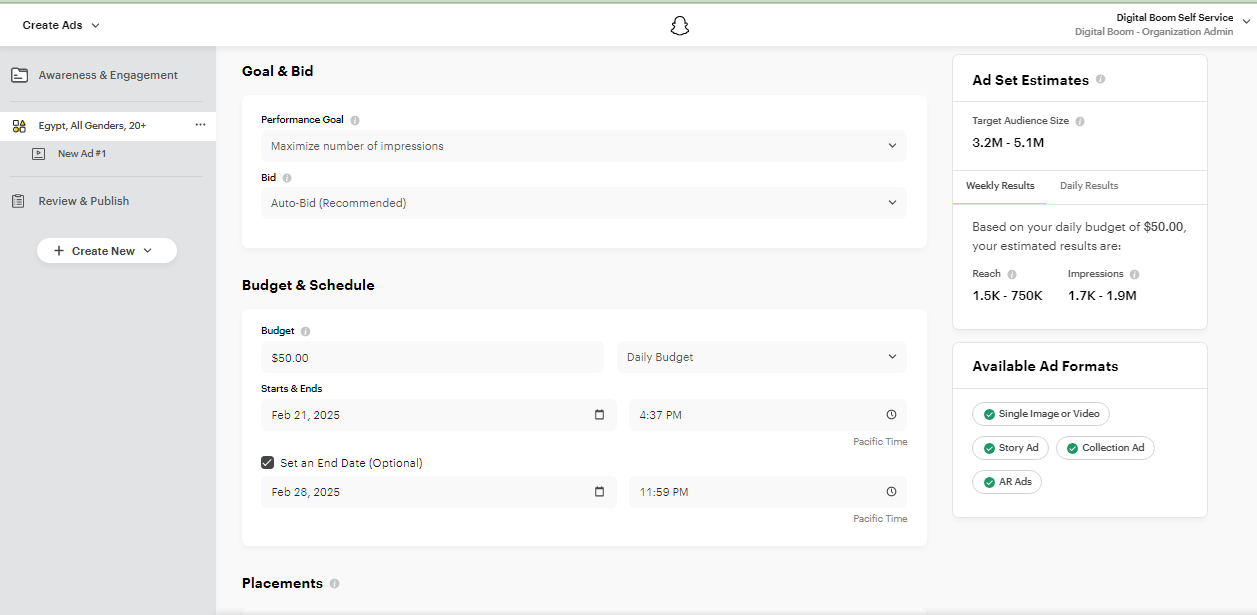 Create Ads
Digital Boom Self Service
Digital Boom - Organization Admin
Awareness & Engagement
Egypt, All Genders, 20+
New Ad #1
Review & Publish
+ Create New
Goal & Bid
Performance Goal
Maximize number of impressions
Bid
Auto-Bid (Recommended)
Budget & Schedule
Budget
$50.00
Daily Budget
Starts & Ends
Feb 21, 2025
4:37 PM
Pacific Time
Set an End Date (Optional)
Feb 28, 2025
11:59 PM
Pacific Time
Placements
Ad Set Estimates
Target Audience Size
3.2M - 5.1M
Weekly Results
Daily Results
Based on your daily budget of $50.00,
your estimated results are:
Reach
Impressions
1.5K - 750K
1.7K - 1.9M
Available Ad Formats
Single Image or Video
Story Ad
Collection Ad
AR Ads